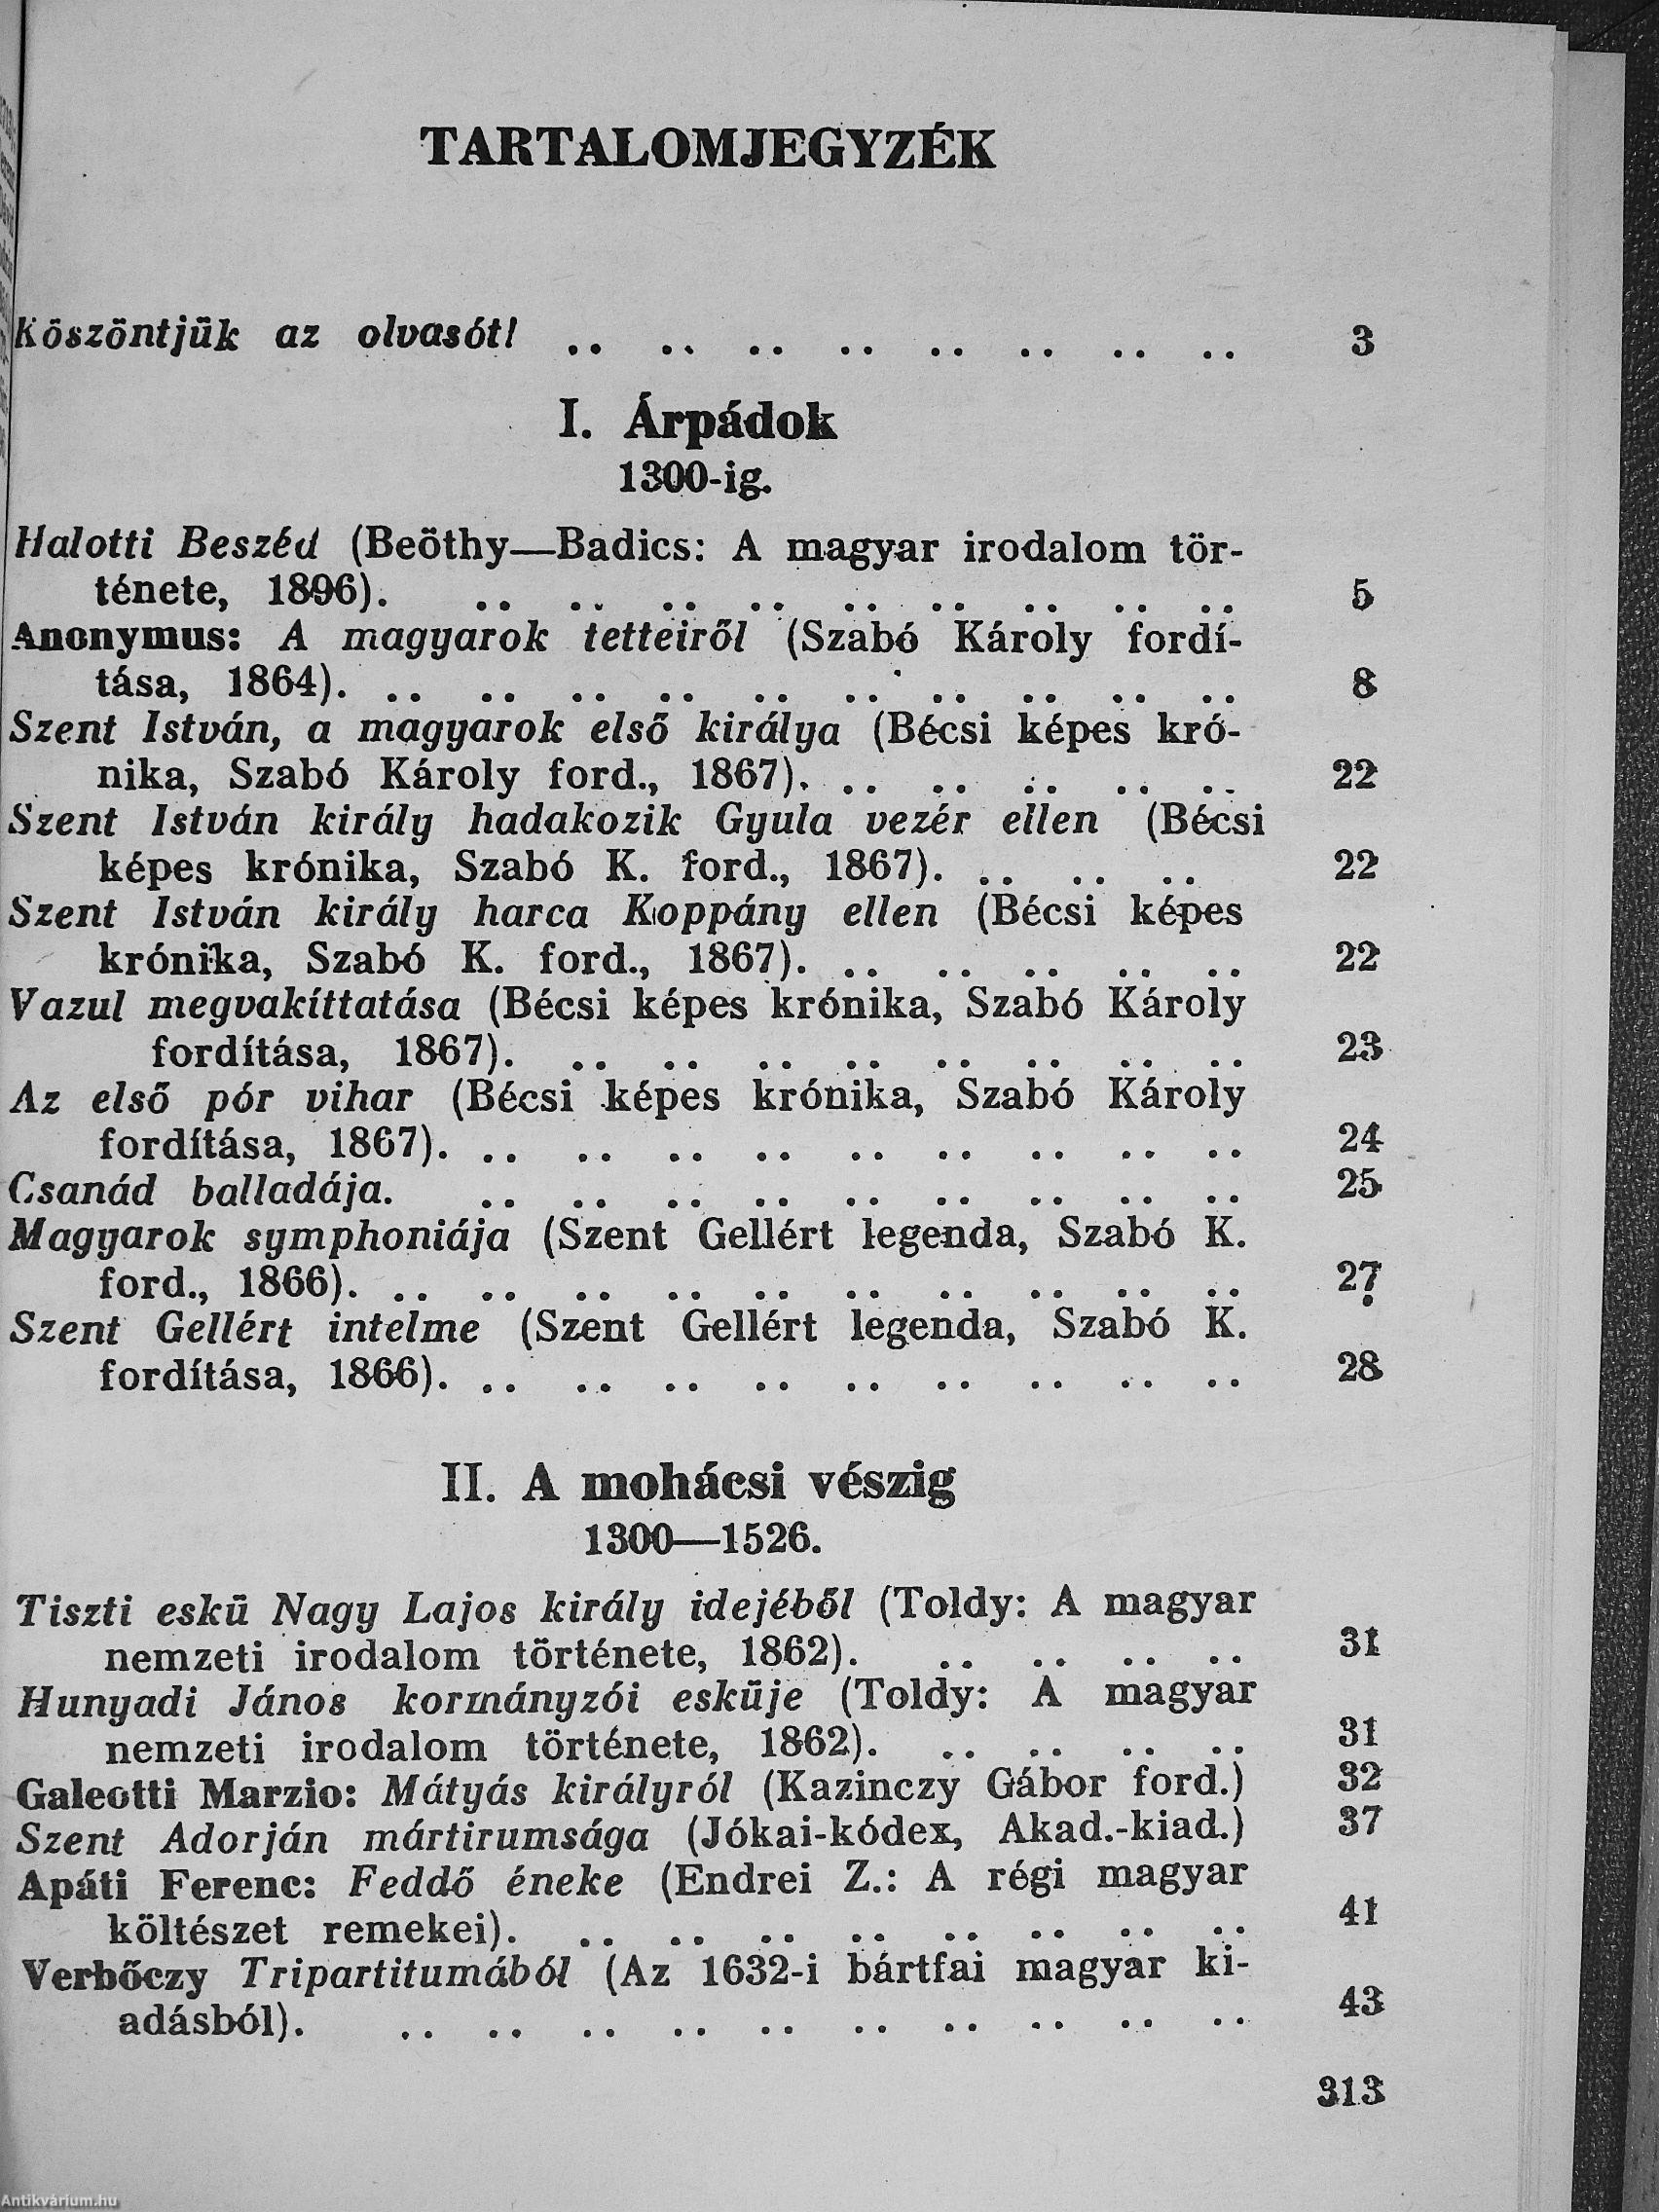 TARTALOMJEGYZÉK
Köszöntjük az olvasót! .. .. .. .. .. .. .. .. 3
I. Árpádok
1300-ig.
Halotti Beszéd (Beöthy—Badics: A magyar irodalom tör-
ténete, 1896). .. .. .. .. .. .. .. .. .. 5
Anonymus: A magyarok tetteiről (Szabó Károly fordí-
tása, 1864). .. .. .. .. .. .. .. .. .. .. 8
Szent István, a magyarok első királya (Bécsi képes kró-
nika, Szabó Károly ford., 1867). .. .. .. .. .. 22
Szent István király hadakozik Gyula vezér ellen (Bécsi
képes krónika, Szabó K. ford., 1867). .. .. .. 22
Szent István király harca Koppány ellen (Bécsi képes
krónika, Szabó K. ford., 1867). .. .. .. .. .. 22
Vazul megvakíttatása (Bécsi képes krónika, Szabó Károly
fordítása, 1867). .. .. .. .. .. .. .. .. 23
Az első pór vihar (Bécsi képes krónika, Szabó Károly
fordítása, 1867). .. .. .. .. .. .. .. .. .. 24
Csanád balladája. .. .. .. .. .. .. .. .. .. 25
Magyarok symphoniája (Szent Gellért legenda, Szabó K.
ford., 1866). .. .. .. .. .. .. .. .. .. .. 27
Szent Gellért intelme (Szent Gellért legenda, Szabó K.
fordítása, 1866). .. .. .. .. .. .. .. .. .. 28
II. A mohácsi vészig
1300—1526.
Tiszti eskü Nagy Lajos király idejéből (Toldy: A magyar
nemzeti irodalom története, 1862). .. .. .. .. 31
Hunyadi János kormányzói esküje (Toldy: A magyar
nemzeti irodalom története, 1862). .. .. .. .. 31
Galeotti Marzio: Mátyás királyról (Kazinczy Gábor ford.) 32
Szent Adorján mártirumsága (Jókai-kódex, Akad.-kiad.) 37
Apáti Ferenc: Feddő éneke (Endrei Z.: A régi magyar
költészet remekei). .. .. .. .. .. .. .. .. 41
Verbőczy Tripartitumából (Az 1632-i bártfai magyar ki-
adásból). .. .. .. .. .. .. .. .. .. .. 43
313
Antikvárium.hu